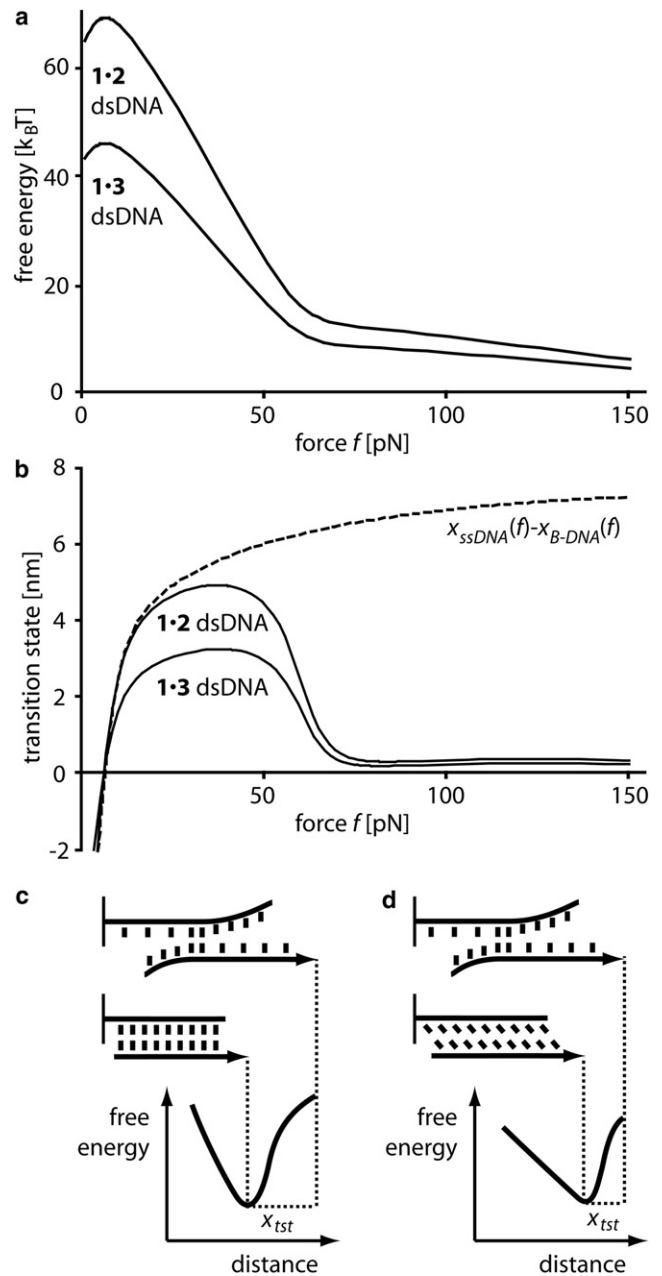 a
free energy [kBT]
60
40
20
0
1•2
dsDNA
1•3
dsDNA
0
50
100
150
force f [pN]
b
transition state [nm]
8
6
4
2
0
-2
xssDNA(f)-xB-DNA(f)
1•2 dsDNA
1•3 dsDNA
50
100
150
force f [pN]
c
free
energy
xtst
distance
d
free
energy
xtst
distance